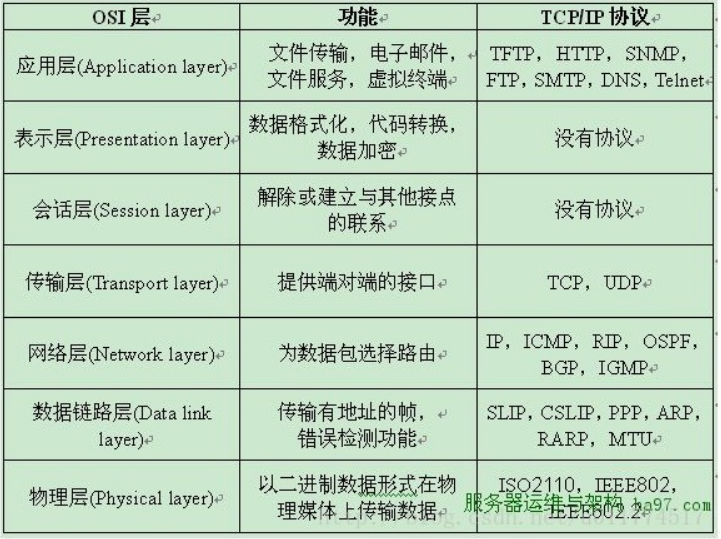 OSI 层
功能
TCP/IP 协议
应用层(Application layer)
文件传输，电子邮件，
文件服务，虚拟终端
TFTP，HTTP，SNMP，
FTP，SMTP，DNS，Telnet
表示层(Presentation layer)
数据格式化，代码转换，
数据加密
没有协议
会话层(Session layer)
解除或建立与其他接点
的联系
没有协议
传输层(Transport layer)
提供端对端的接口
TCP，UDP
网络层(Network layer)
为数据包选择路由
IP，ICMP，RIP，OSPF，
BGP，IGMP
数据链路层(Data link
layer)
传输有地址的帧，
错误检测功能
SLIP，CSLIP，PPP，ARP，
RARP，MTU
物理层(Physical layer)
以二进制数据形式在物
理媒体上传输数据
ISO2110，IEEE802，
IEEE802.2
服务器运维与架构 ha97.com